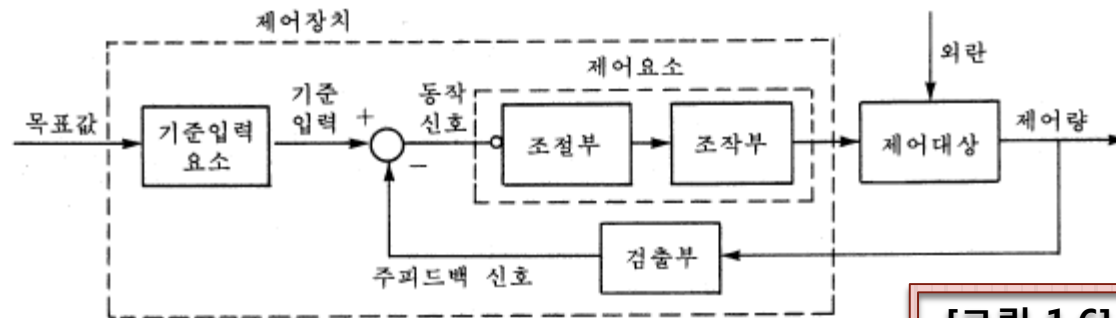 제어장치
외란
제어요소
목표값
기준입력
요소
기준
입력
+
−
동작
신호
조절부
조작부
제어대상
제어량
검출부
주피드백 신호